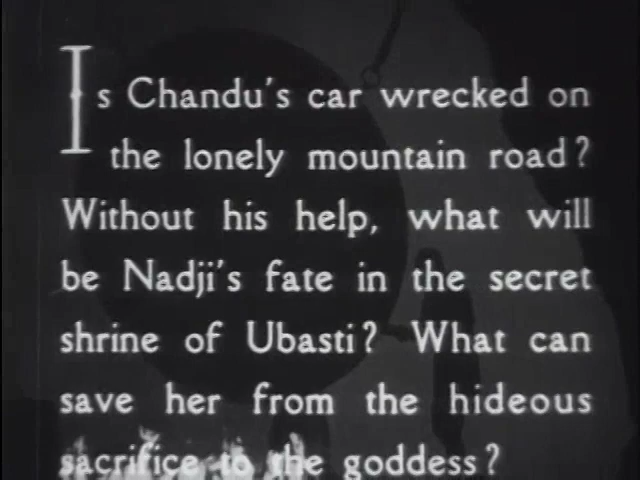 Is Chandu's car wrecked on
the lonely mountain road?
Without his help, what will
be Nadji's fate in the secret
shrine of Ubasti? What can
save her from the hideous
sacrifice to the goddess?